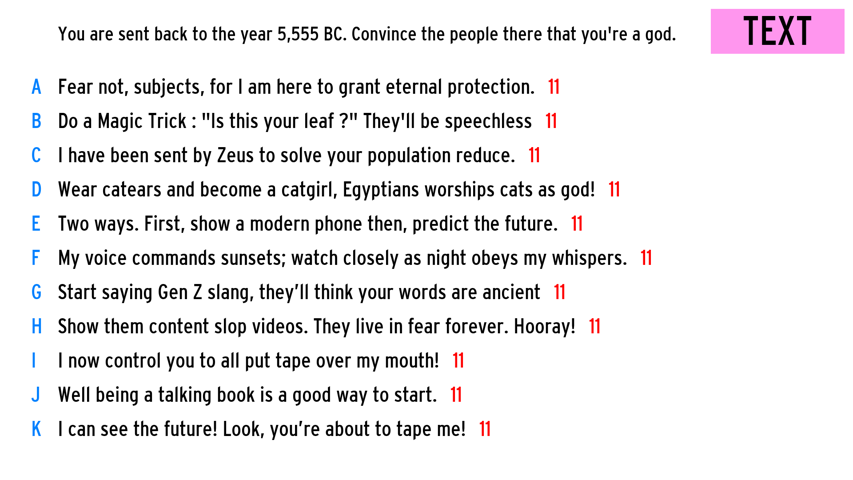 You are sent back to the year 5,555 BC. Convince the people there that you're a god.
TEXT
A Fear not, subjects, for I am here to grant eternal protection. 11
B Do a Magic Trick : "Is this your leaf ?" They'll be speechless 11
C I have been sent by Zeus to solve your population reduce. 11
D Wear catears and become a catgirl, Egyptians worships cats as god! 11
E Two ways. First, show a modern phone then, predict the future. 11
F My voice commands sunsets; watch closely as night obeys my whispers. 11
G Start saying Gen Z slang, they’ll think your words are ancient 11
H Show them content slop videos. They live in fear forever. Hooray! 11
I I now control you to all put tape over my mouth! 11
J Well being a talking book is a good way to start. 11
K I can see the future! Look, you’re about to tape me! 11